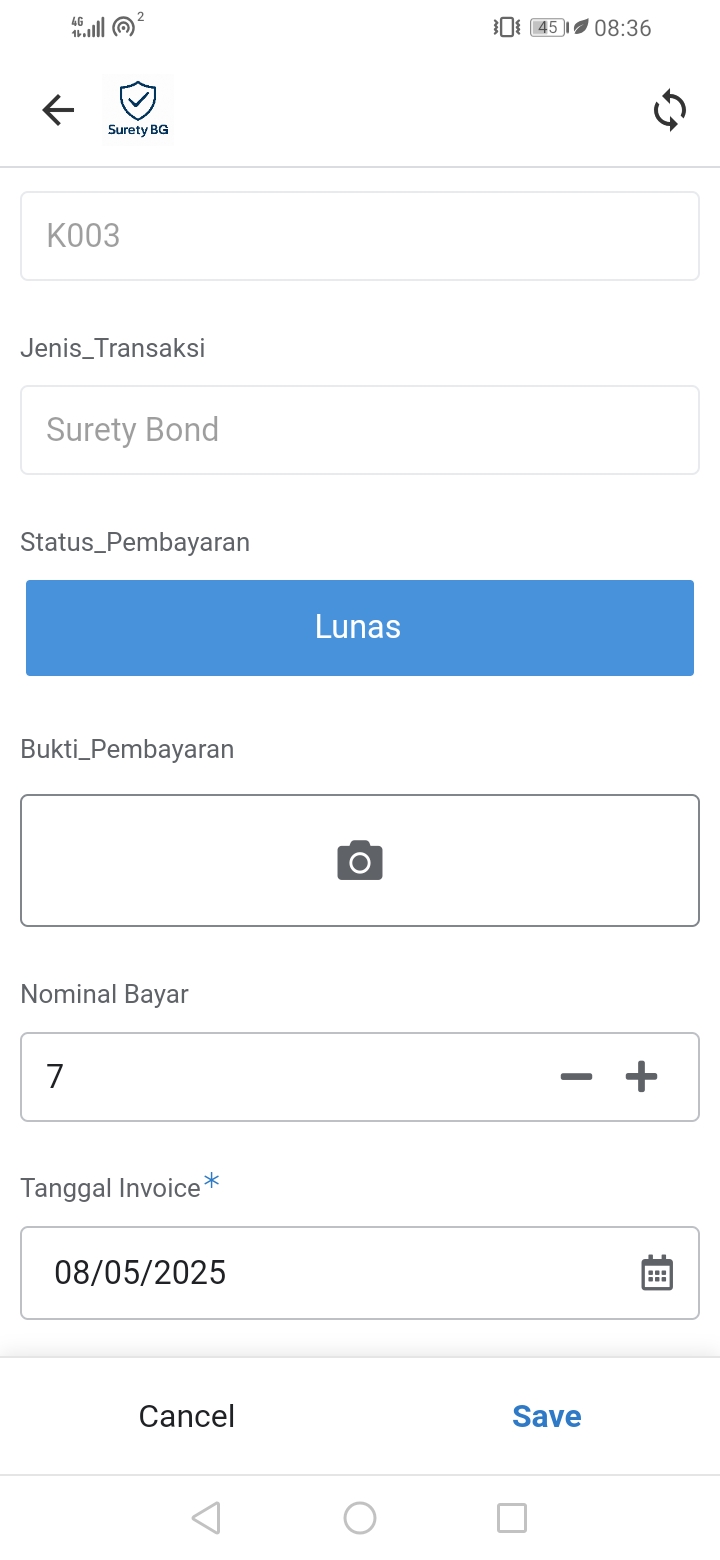 4G 2 45 08:36
Surety BG
K003
Jenis_Transaksi
Surety Bond
Status_Pembayaran
Lunas
Bukti_Pembayaran
Nominal Bayar
7
Tanggal Invoice*
08/05/2025
Cancel Save